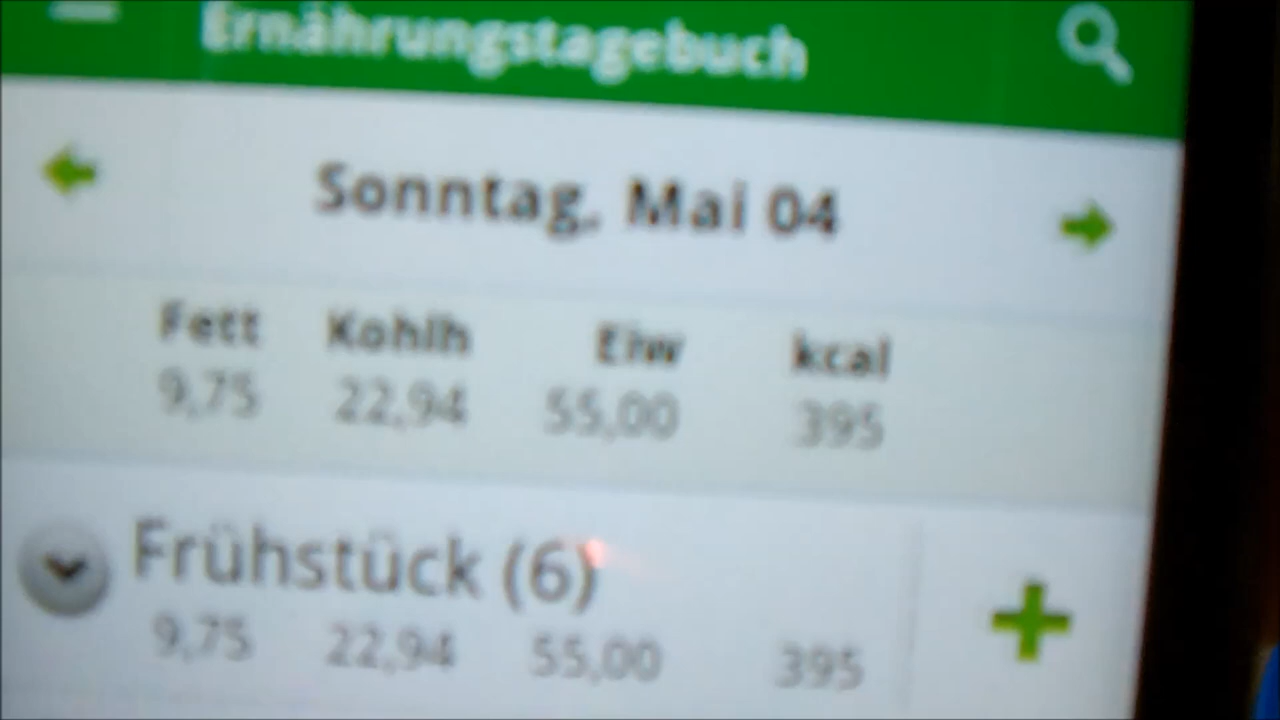 Ernährungstagebuch
Sonntag, Mai 04
Fett Kohlh Eiw kcal
9,75 22,94 55,00 395
Frühstück (6)
9,75 22,94 55,00 395